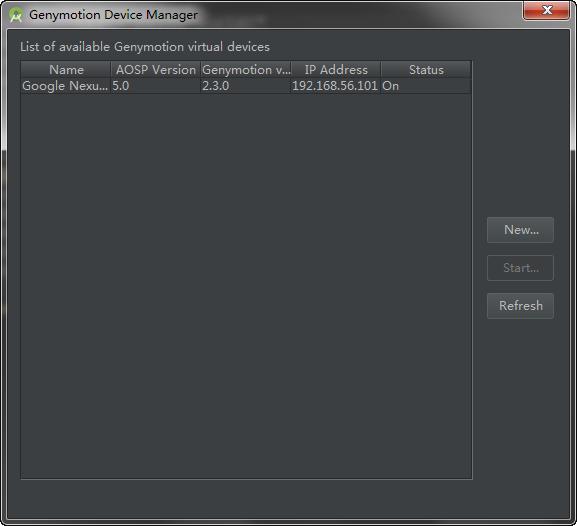 Genymotion Device Manager
List of available Genymotion virtual devices
Name AOSP Version Genymotion v... IP Address Status
Google Nexu... 5.0 2.3.0 192.168.56.101 On
New...
Start...
Refresh